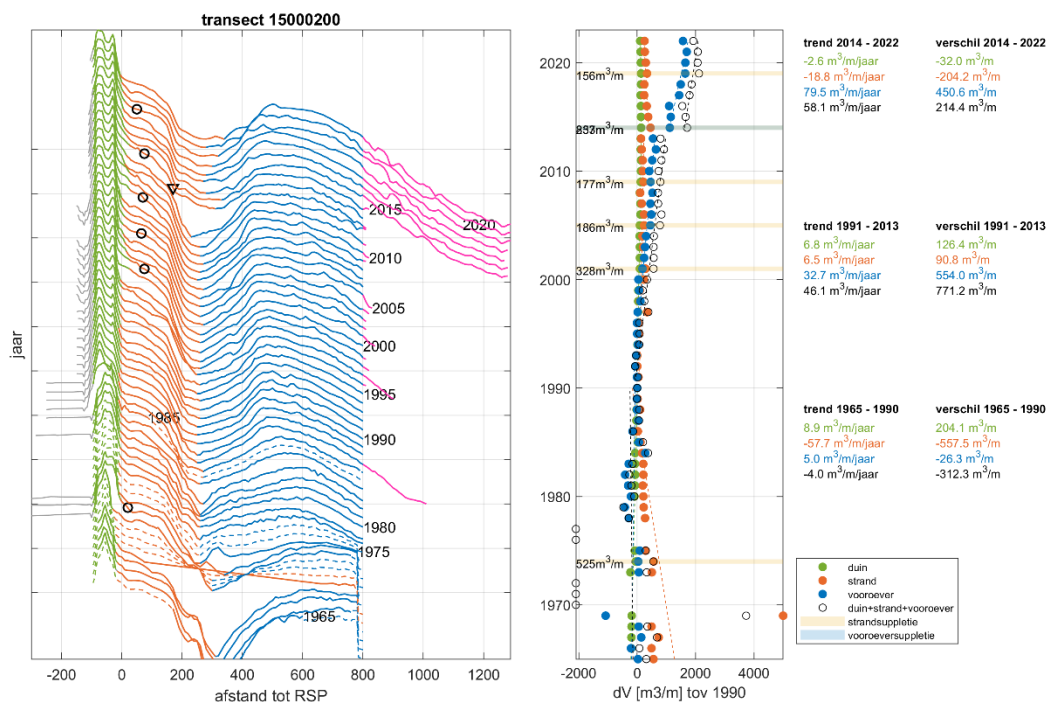 transect 15000200
jaar
2015
2020
2010
2005
2000
1995
1985
1990
1980
1975
1965
-200
0
200
400
600
800
1000
1200
afstand tot RSP
2020
2010
2000
1990
1980
1970
156m³/m
177m³/m
186m³/m
328m³/m
525m³/m
-2000
0
2000
4000
dV [m3/m] tov 1990
trend 2014 - 2022 verschil 2014 - 2022
-2.6 m³/m/jaar -32.0 m³/m
-18.8 m³/m/jaar -204.2 m³/m
79.5 m³/m/jaar 450.6 m³/m
58.1 m³/m/jaar 214.4 m³/m
trend 1991 - 2013 verschil 1991 - 2013
6.8 m³/m/jaar 126.4 m³/m
6.5 m³/m/jaar 90.8 m³/m
32.7 m³/m/jaar 554.0 m³/m
46.1 m³/m/jaar 771.2 m³/m
trend 1965 - 1990 verschil 1965 - 1990
8.9 m³/m/jaar 204.1 m³/m
-57.7 m³/m/jaar -557.5 m³/m
5.0 m³/m/jaar -26.3 m³/m
-4.0 m³/m/jaar -312.3 m³/m
duin
strand
vooroever
duin+strand+vooroever
strandsuppletie
vooroeversuppletie